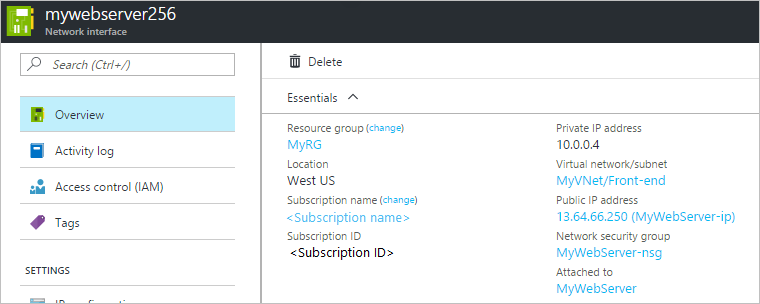 mywebserver256
Network interface
Search (Ctrl+/)
Overview
Activity log
Access control (IAM)
Tags
SETTINGS
Delete
Essentials
Resource group (change)
MyRG
Location
West US
Subscription name (change)
<Subscription name>
Subscription ID
<Subscription ID>
Private IP address
10.0.0.4
Virtual network/subnet
MyVNet/Front-end
Public IP address
13.64.66.250 (MyWebServer-ip)
Network security group
MyWebServer-nsg
Attached to
MyWebServer